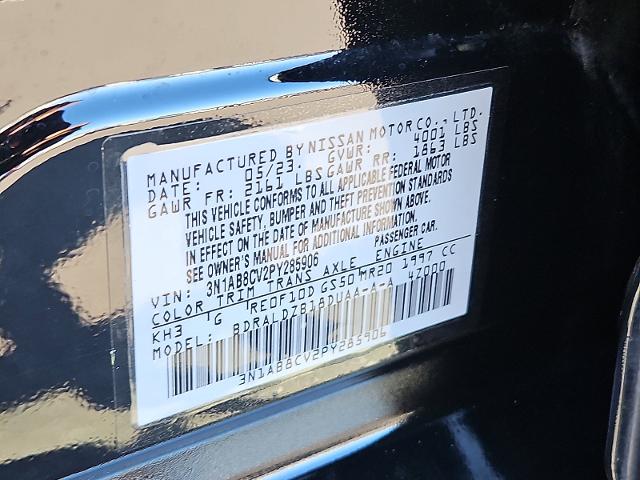 MANUFACTURED BY NISSAN MOTOR CO., LTD.
DATE: 05/23. GVWR: 4001 LBS
GAWR FR: 2161 LBS GAWR RR: 1863 LBS
THIS VEHICLE CONFORMS TO ALL APPLICABLE FEDERAL MOTOR
VEHICLE SAFETY, BUMPER AND THEFT PREVENTION STANDARDS
IN EFFECT ON THE DATE OF MANUFACTURE SHOWN ABOVE.
SEE OWNER'S MANUAL FOR ADDITIONAL INFORMATION.
VIN: 3N1AB8CV2PY285906 PASSENGER CAR.
COLOR TRIM TRANS AXLE ENGINE
KH3 G RE0F10D GS50 MR20 1997 CC
MODEL: BDRALDZB18DUAA-A-A 47000
3N1AB8CV2PY285906